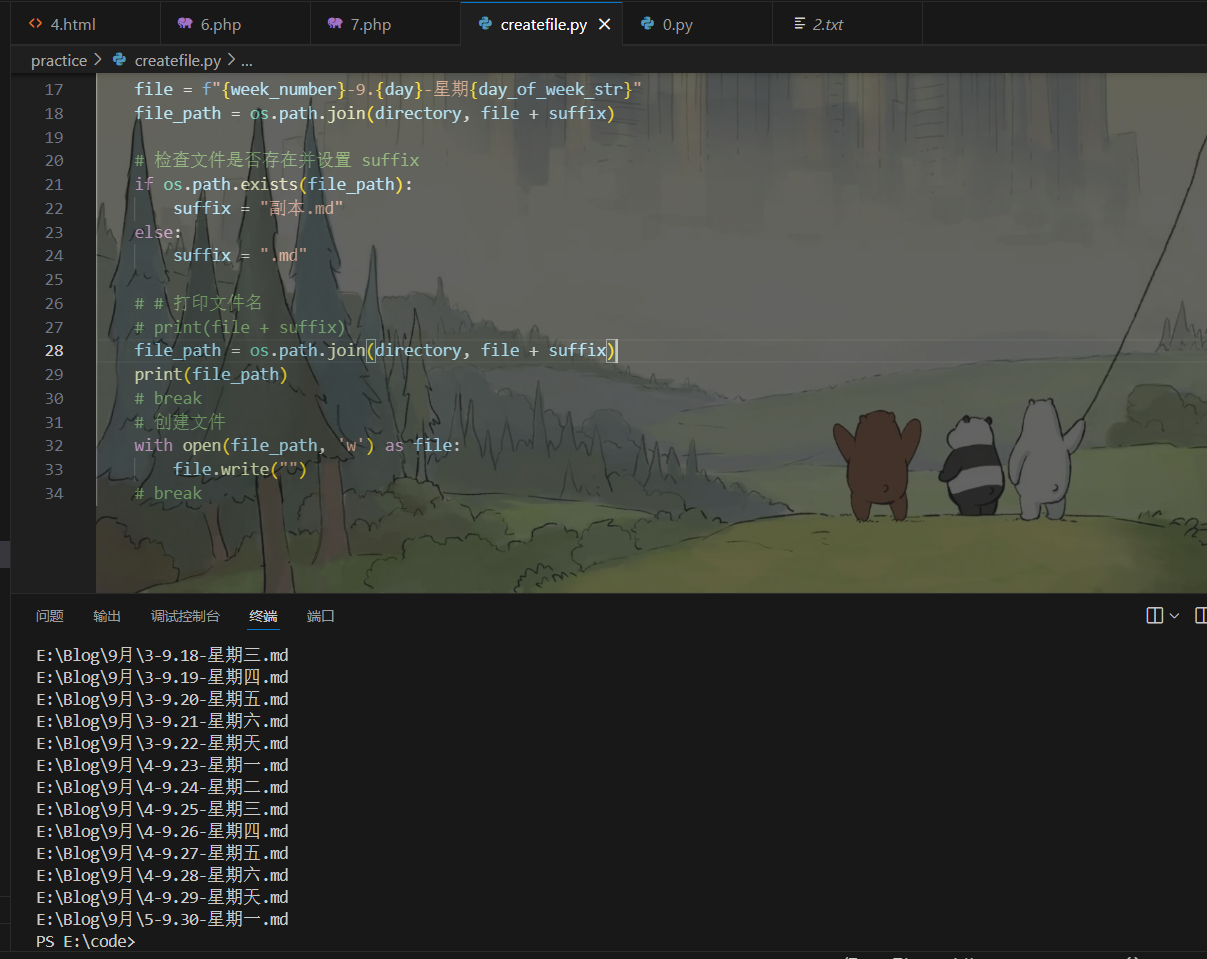 4.html 6.php 7.php createfile.py 0.py 2.txt
practice > createfile.py > ...
17 file = f"{week_number}-9.{day}-星期{day_of_week_str}"
18 file_path = os.path.join(directory, file + suffix)
19
20 # 检查文件是否存在并设置 suffix
21 if os.path.exists(file_path):
22 suffix = "副本.md"
23 else:
24 suffix = ".md"
25
26 # # 打印文件名
27 # print(file + suffix)
28 file_path = os.path.join(directory, file + suffix)
29 print(file_path)
30 # break
31 # 创建文件
32 with open(file_path, 'w') as file:
33 file.write("")
34 # break
问题 输出 调试控制台 终端 端口
E:\Blog\9月\3-9.18-星期三.md
E:\Blog\9月\3-9.19-星期四.md
E:\Blog\9月\3-9.20-星期五.md
E:\Blog\9月\3-9.21-星期六.md
E:\Blog\9月\3-9.22-星期天.md
E:\Blog\9月\4-9.23-星期一.md
E:\Blog\9月\4-9.24-星期二.md
E:\Blog\9月\4-9.25-星期三.md
E:\Blog\9月\4-9.26-星期四.md
E:\Blog\9月\4-9.27-星期五.md
E:\Blog\9月\4-9.28-星期六.md
E:\Blog\9月\4-9.29-星期天.md
E:\Blog\9月\5-9.30-星期一.md
PS E:\code>